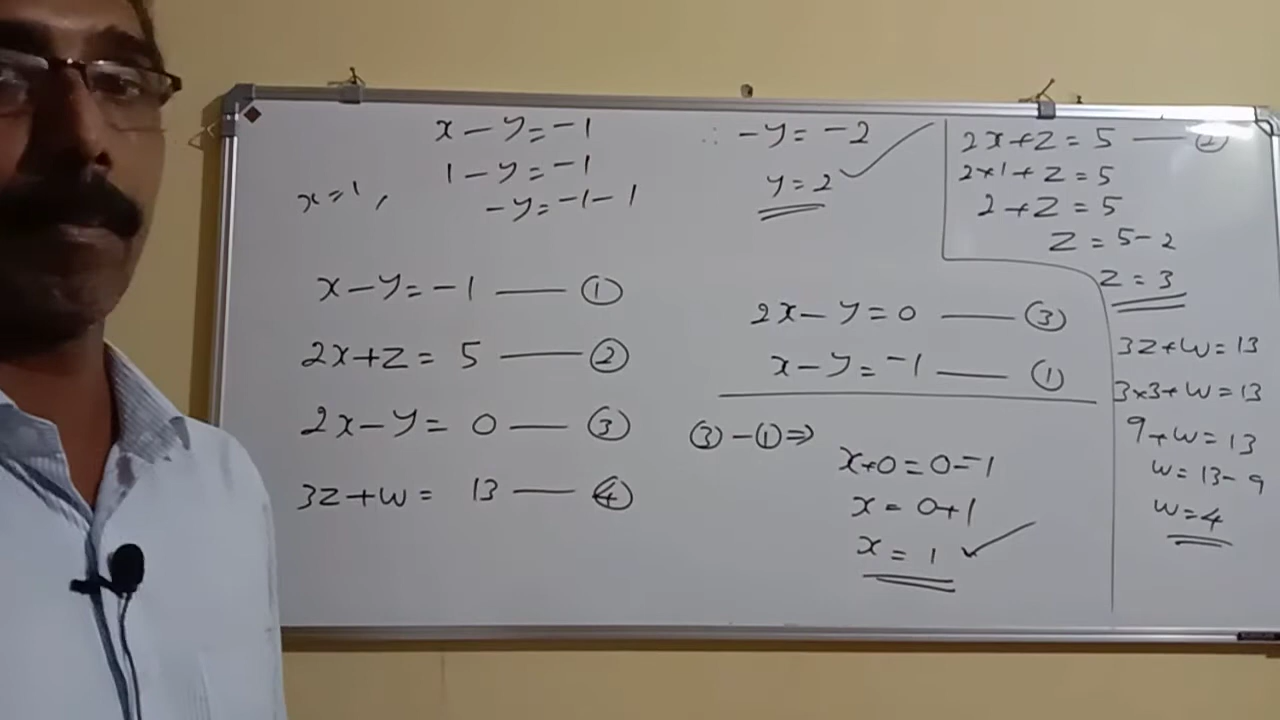 x - y = -1
1 - y = -1
x = 1,
-y = -1 - 1
∴ -y = -2
y = 2
2x + z = 5 — ②
2×1 + z = 5
2 + z = 5
z = 5 - 2
z = 3
x - y = -1 — ①
2x + z = 5 — ②
2x - y = 0 — ③
3z + w = 13 — ④
2x - y = 0 — ③
x - y = -1 — ①
③ - ① ⇒
x + 0 = 0 - -1
x = 0 + 1
x = 1
3z + w = 13
3×3 + w = 13
9 + w = 13
w = 13 - 9
w = 4